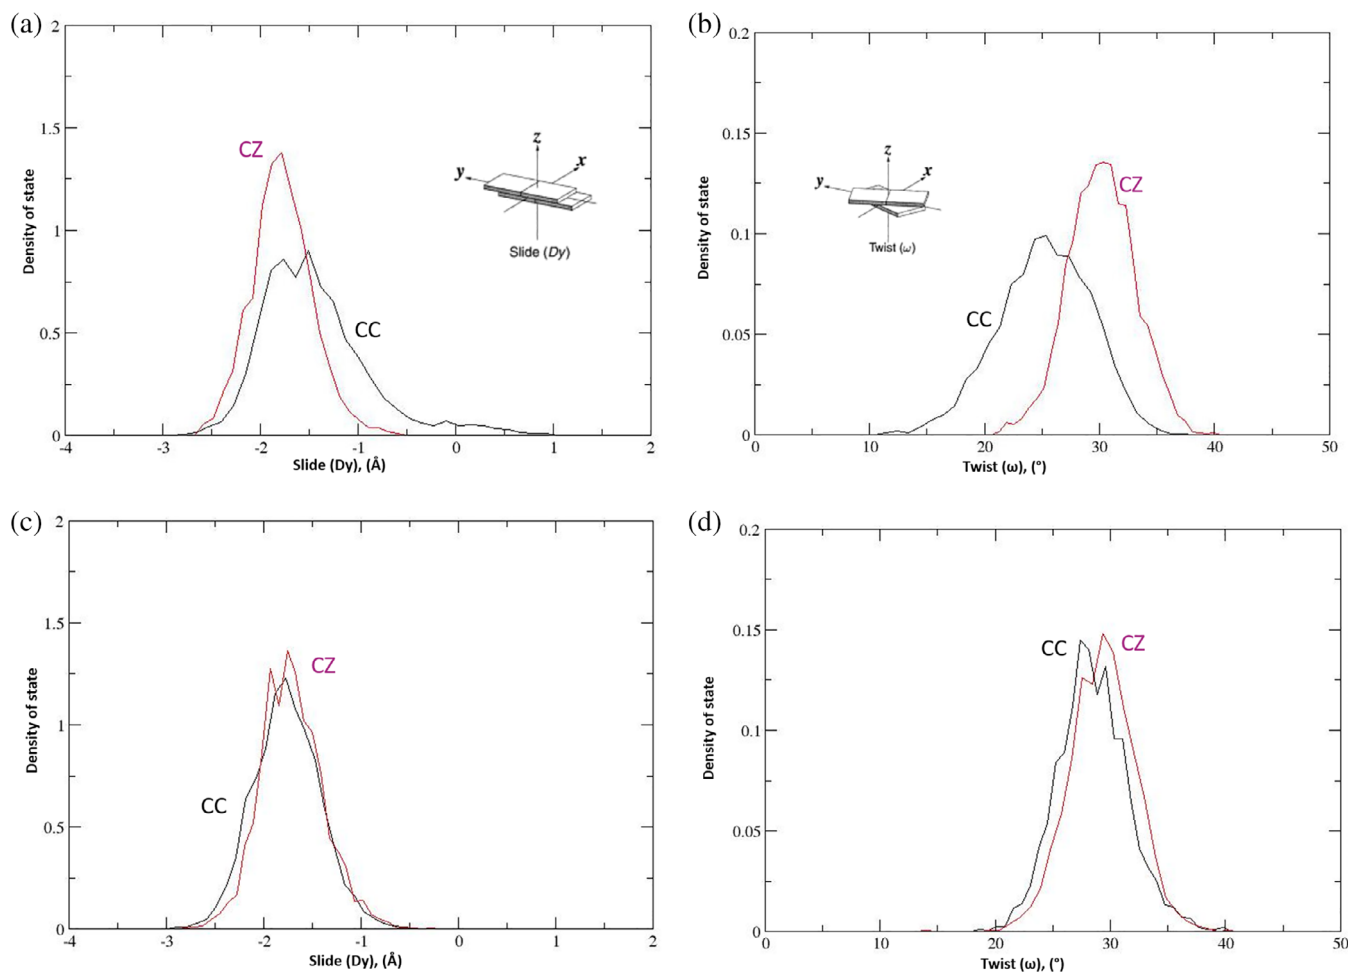 (a)
2
1.5
1
0.5
0
-4
-3
-2
-1
0
1
2
Density of state
Slide (Dy), (Å)
CZ
CC
z
x
y
Slide (Dy)
(b)
0.2
0.15
0.1
0.05
0
0
10
20
30
40
50
Density of state
Twist (ω), (°)
CZ
CC
z
x
y
Twist (ω)
(c)
2
1.5
1
0.5
0
-4
-3
-2
-1
0
1
2
Density of state
Slide (Dy), (Å)
CZ
CC
(d)
0.2
0.15
0.1
0.05
0
0
10
20
30
40
50
Density of state
Twist (ω), (°)
CC
CZ